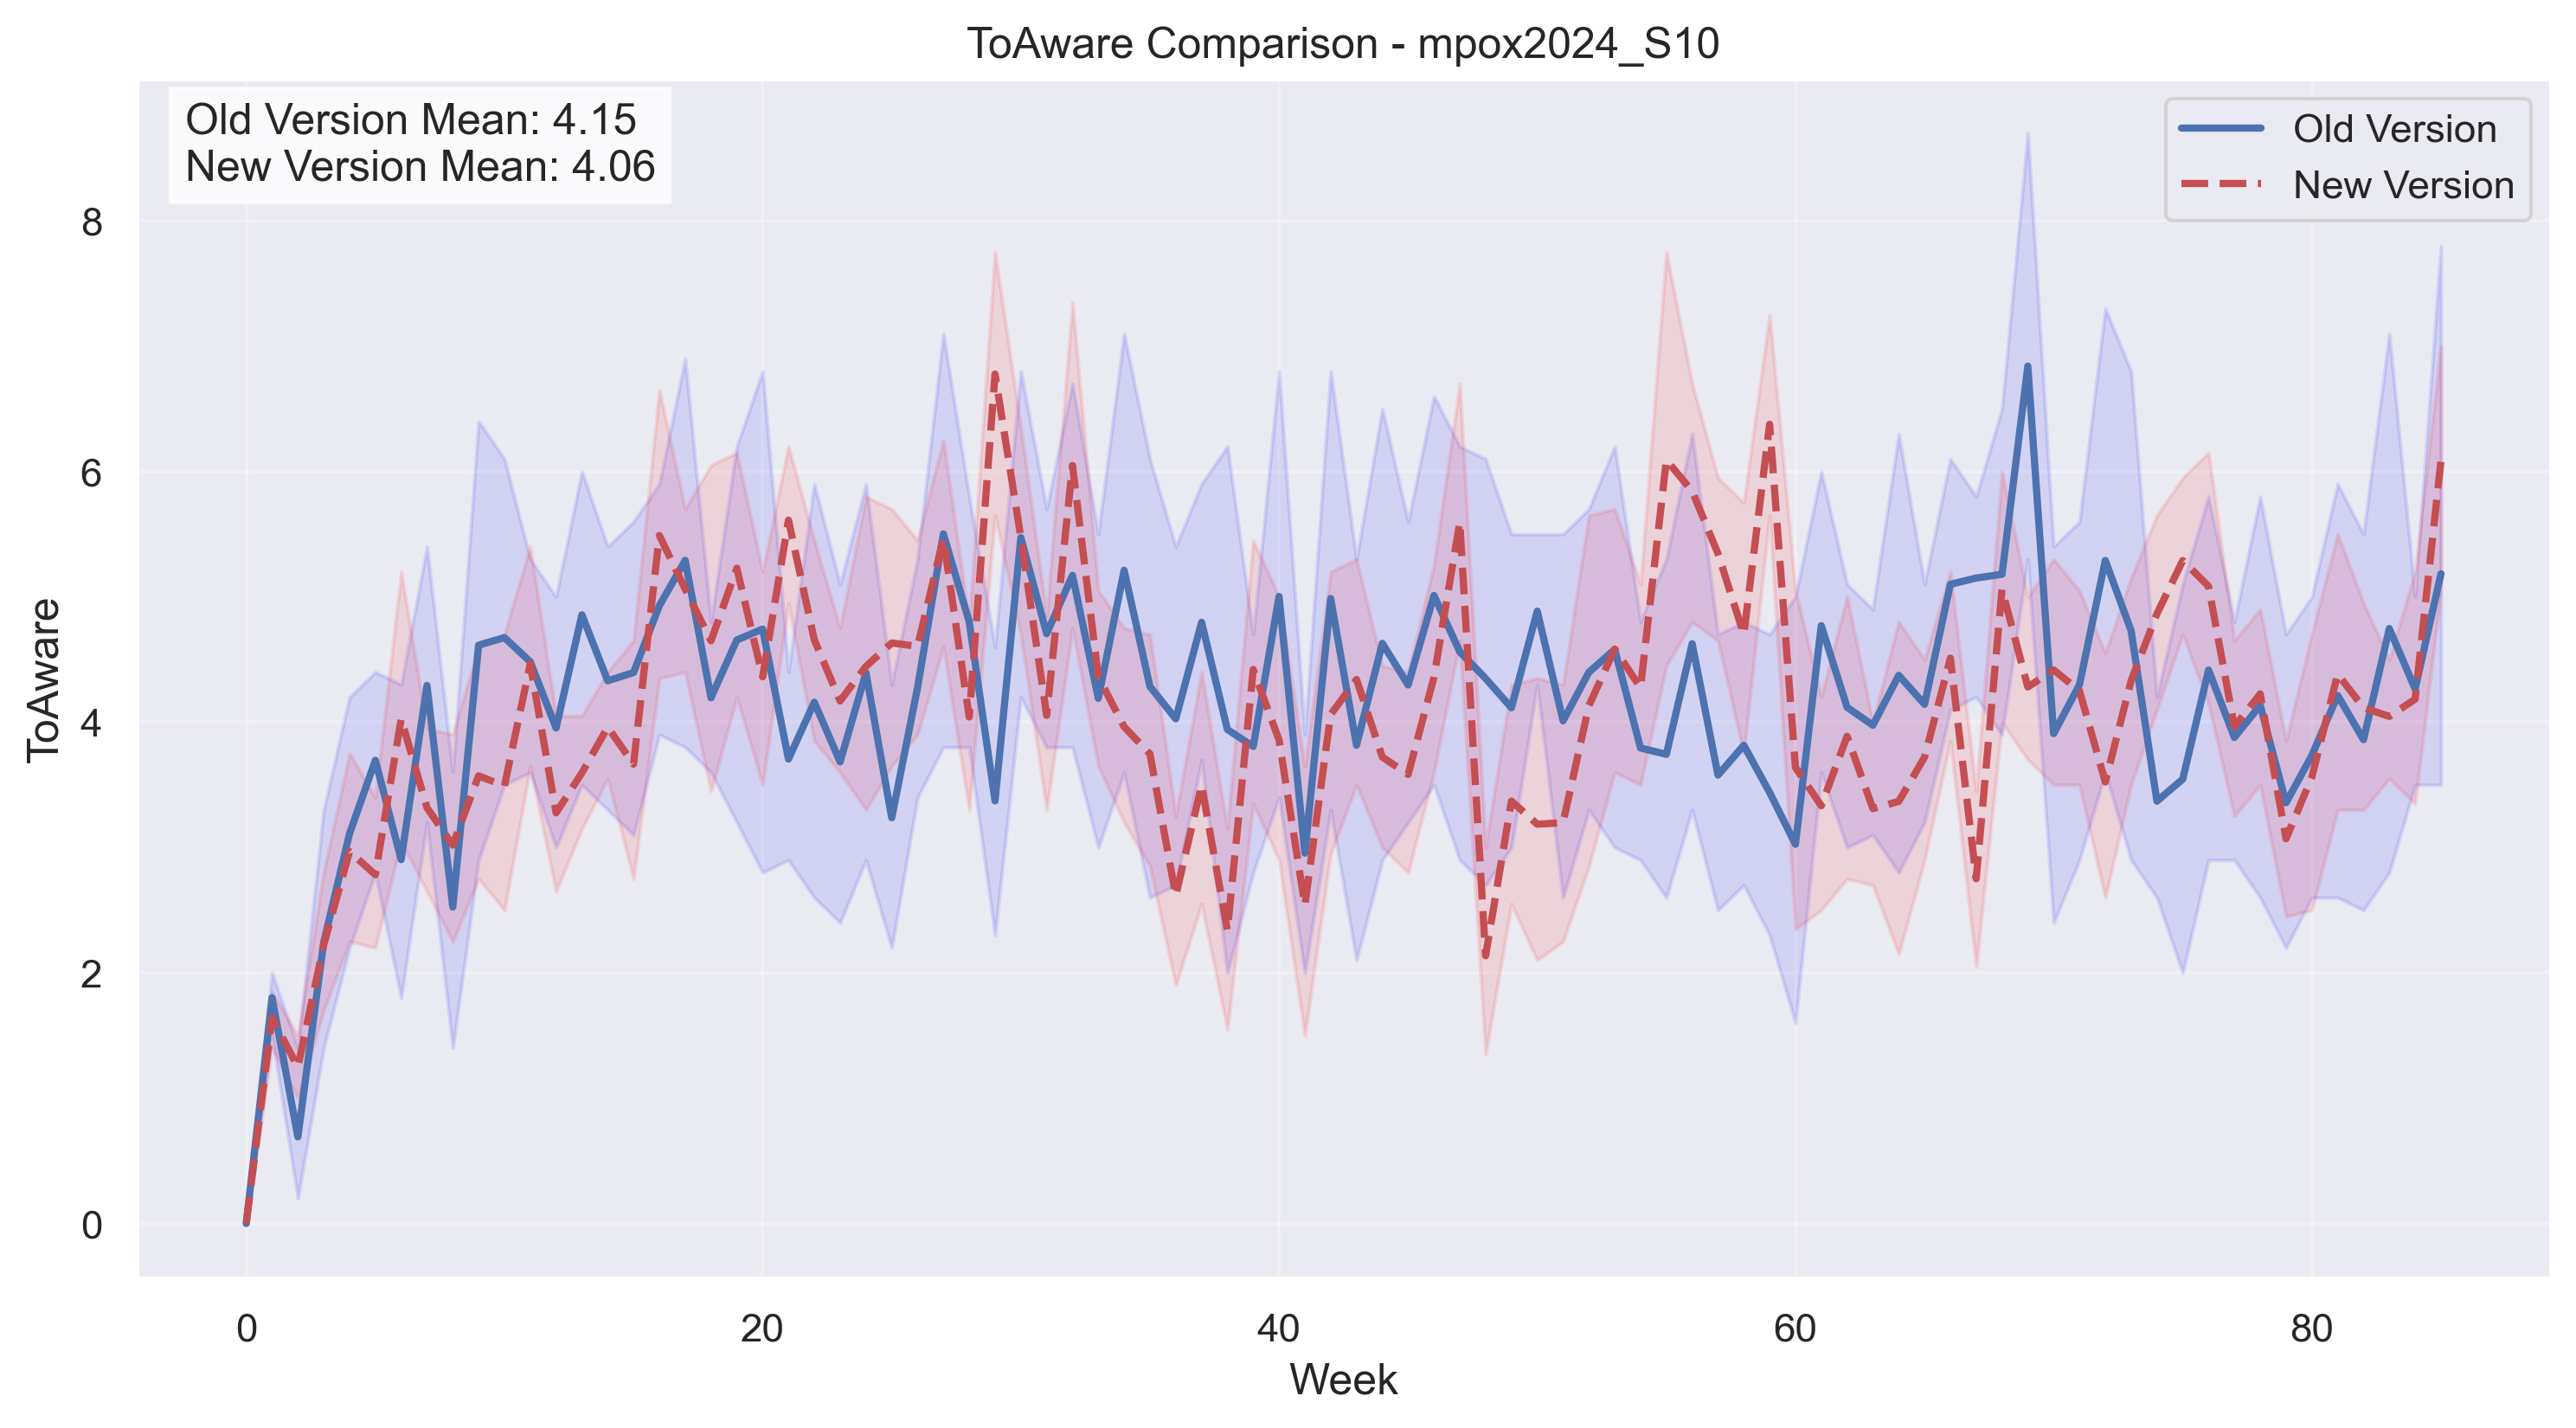 ToAware Comparison - mpox2024_S10
Old Version Mean: 4.15
New Version Mean: 4.06
Old Version
New Version
ToAware
8
6
4
2
0
0 20 40 60 80
Week